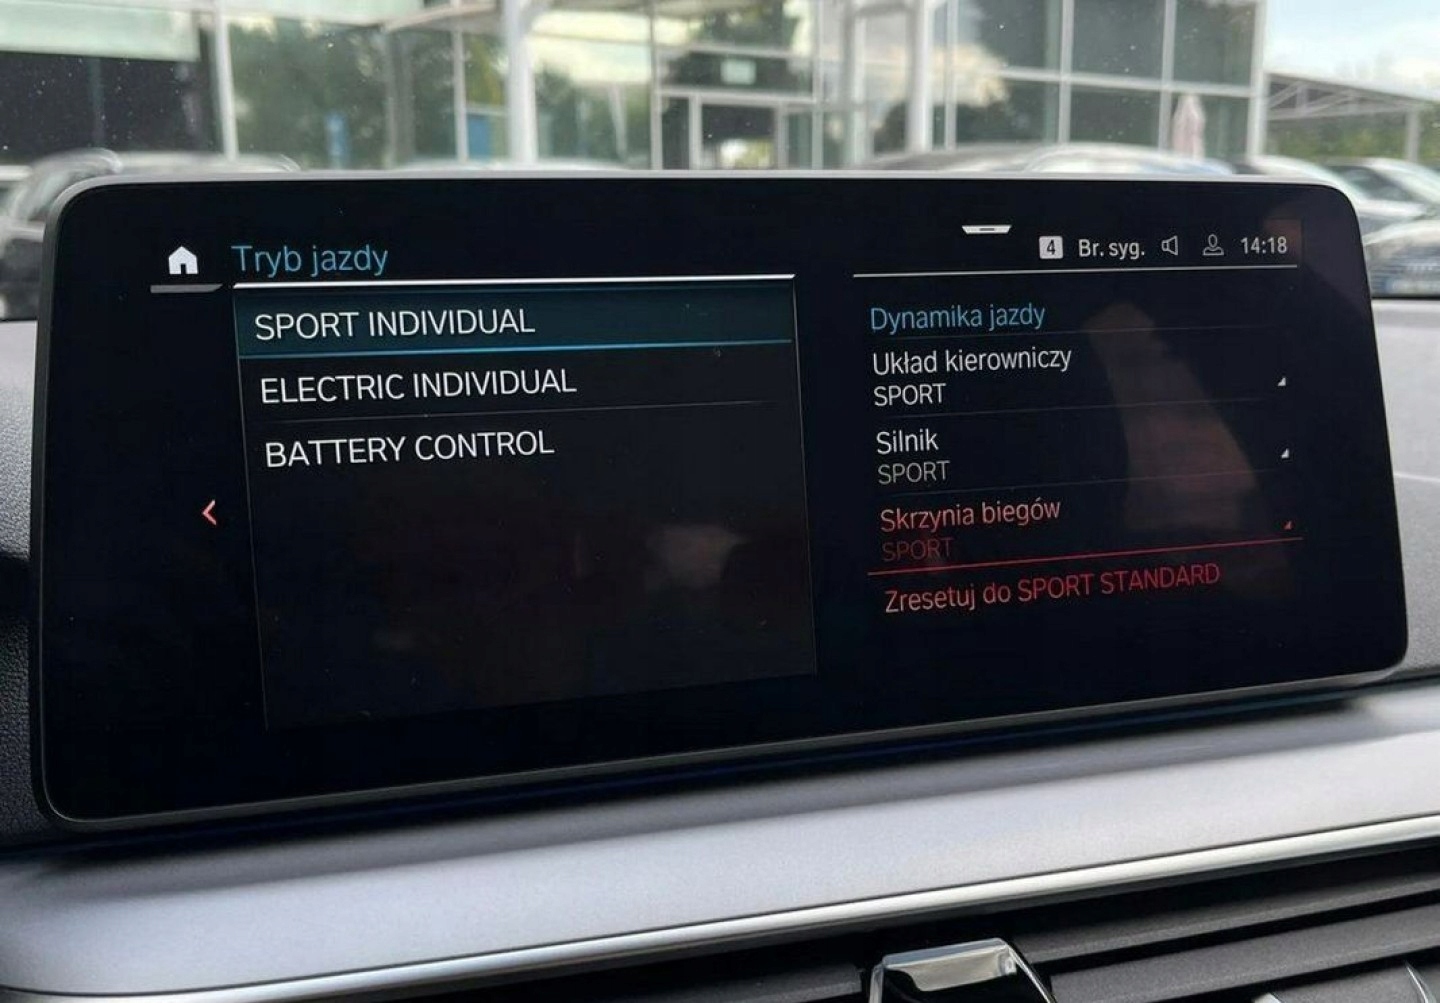 Tryb jazdy
SPORT INDIVIDUAL
ELECTRIC INDIVIDUAL
BATTERY CONTROL
4 Br. syg. 14:18
Dynamika jazdy
Układ kierowniczy
SPORT
Silnik
SPORT
Skrzynia biegów
SPORT
Zresetuj do SPORT STANDARD